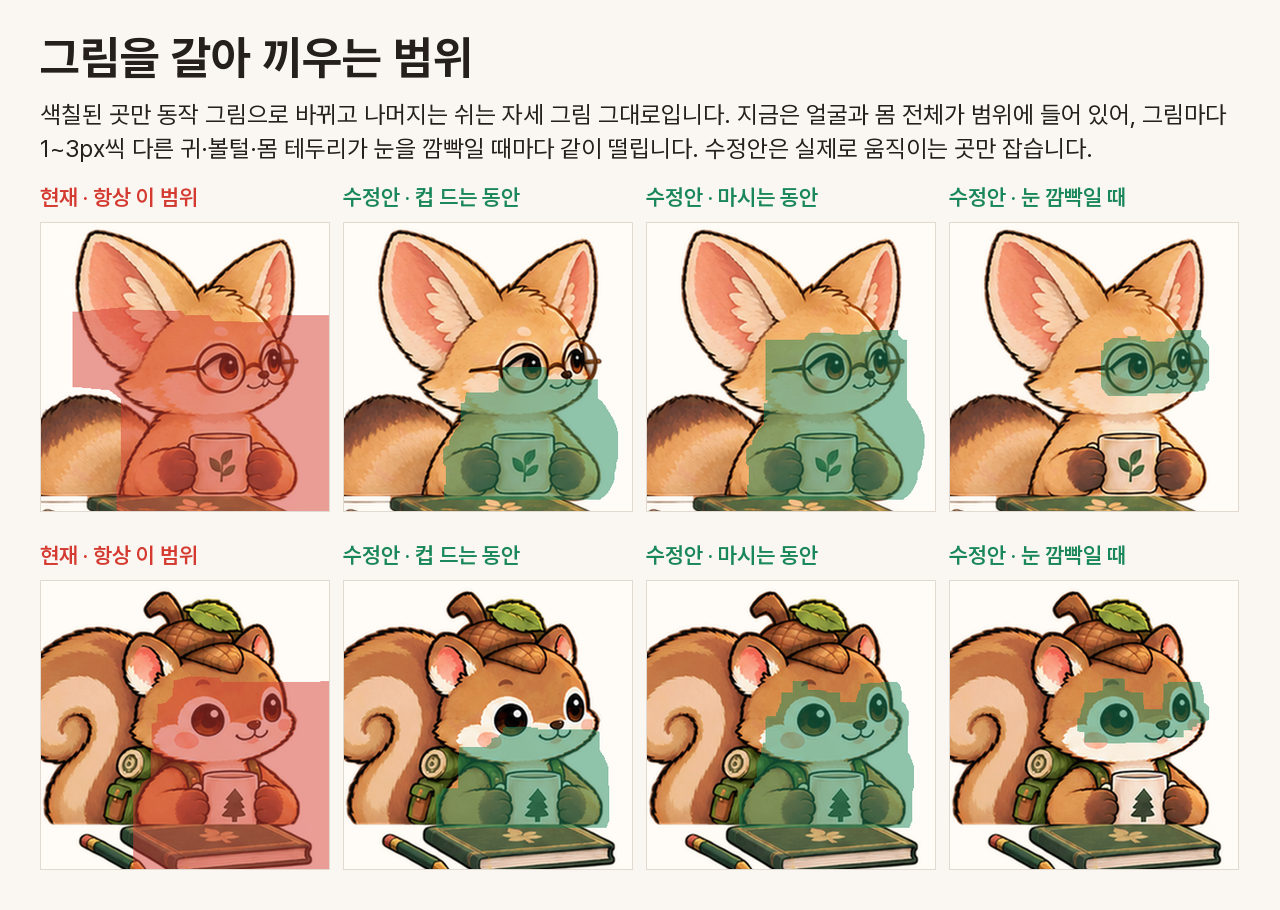 그림을 갈아 끼우는 범위
색칠된 곳만 동작 그림으로 바뀌고 나머지는 쉬는 자세 그림 그대로입니다. 지금은 얼굴과 몸 전체가 범위에 들어 있어, 그림마다
1~3px씩 다른 귀·볼털·몸 테두리가 눈을 깜빡일 때마다 같이 떨립니다. 수정안은 실제로 움직이는 곳만 잡습니다.
현재 · 항상 이 범위
수정안 · 컵 드는 동안
수정안 · 마시는 동안
수정안 · 눈 깜빡일 때
현재 · 항상 이 범위
수정안 · 컵 드는 동안
수정안 · 마시는 동안
수정안 · 눈 깜빡일 때